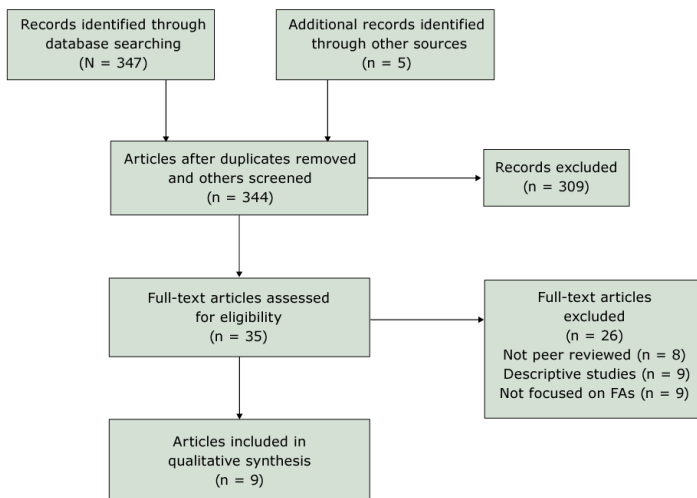 Records identified through
database searching
(N = 347)
Additional records identified
through other sources
(n = 5)
Articles after duplicates removed
and others screened
(n = 344)
Records excluded
(n = 309)
Full-text articles assessed
for eligibility
(n = 35)
Full-text articles
excluded
(n = 26)
Not peer reviewed (n = 8)
Descriptive studies (n = 9)
Not focused on FAs (n = 9)
Articles included in
qualitative synthesis
(n = 9)